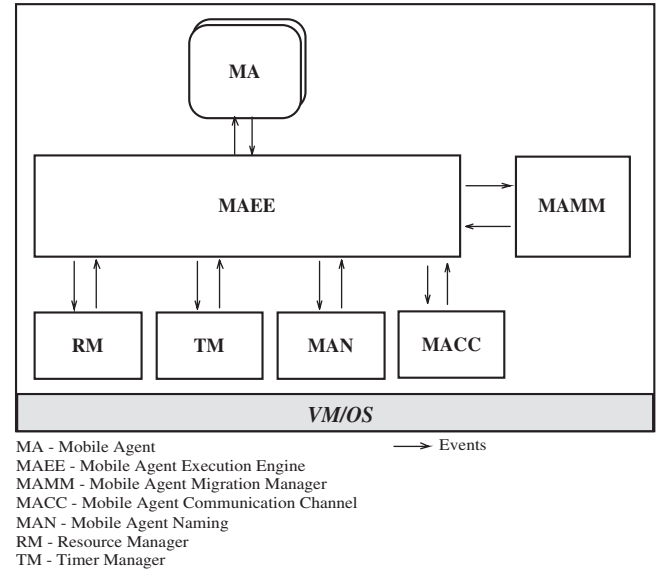 MA
MAEE
MAMM
RM
TM
MAN
MACC
VM/OS
MA - Mobile Agent
Events
MAEE - Mobile Agent Execution Engine
MAMM - Mobile Agent Migration Manager
MACC - Mobile Agent Communication Channel
MAN - Mobile Agent Naming
RM - Resource Manager
TM - Timer Manager